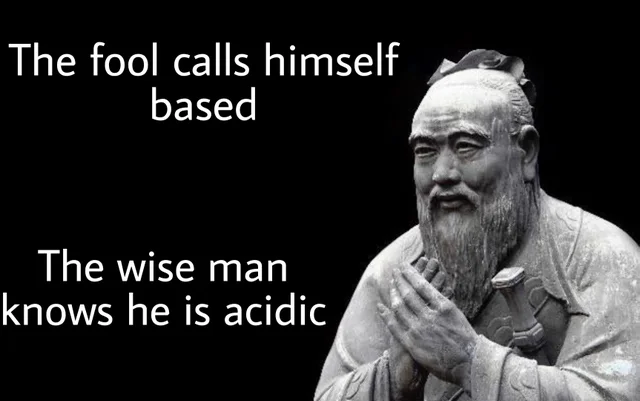 The fool calls himself
based
The wise man
knows he is acidic